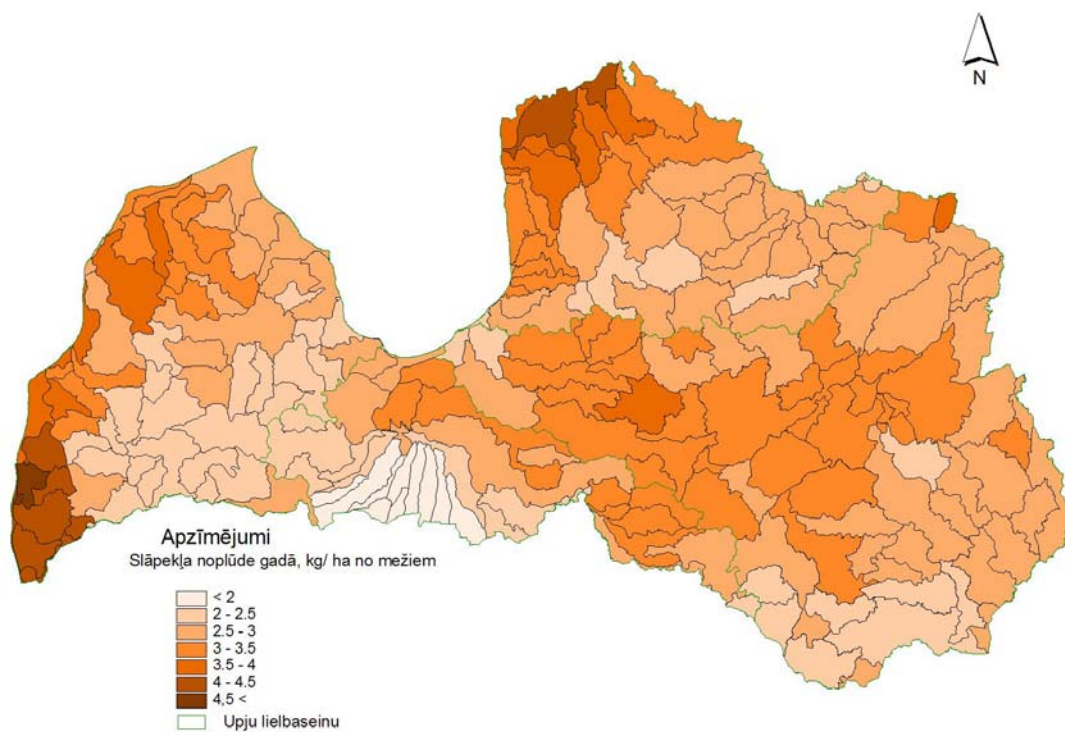 N
Apzīmējumi
Slāpekļa noplūde gadā, kg/ ha no mežiem
< 2
2 - 2.5
2.5 - 3
3 - 3.5
3.5 - 4
4 - 4.5
4,5 <
Upju lielbaseinu